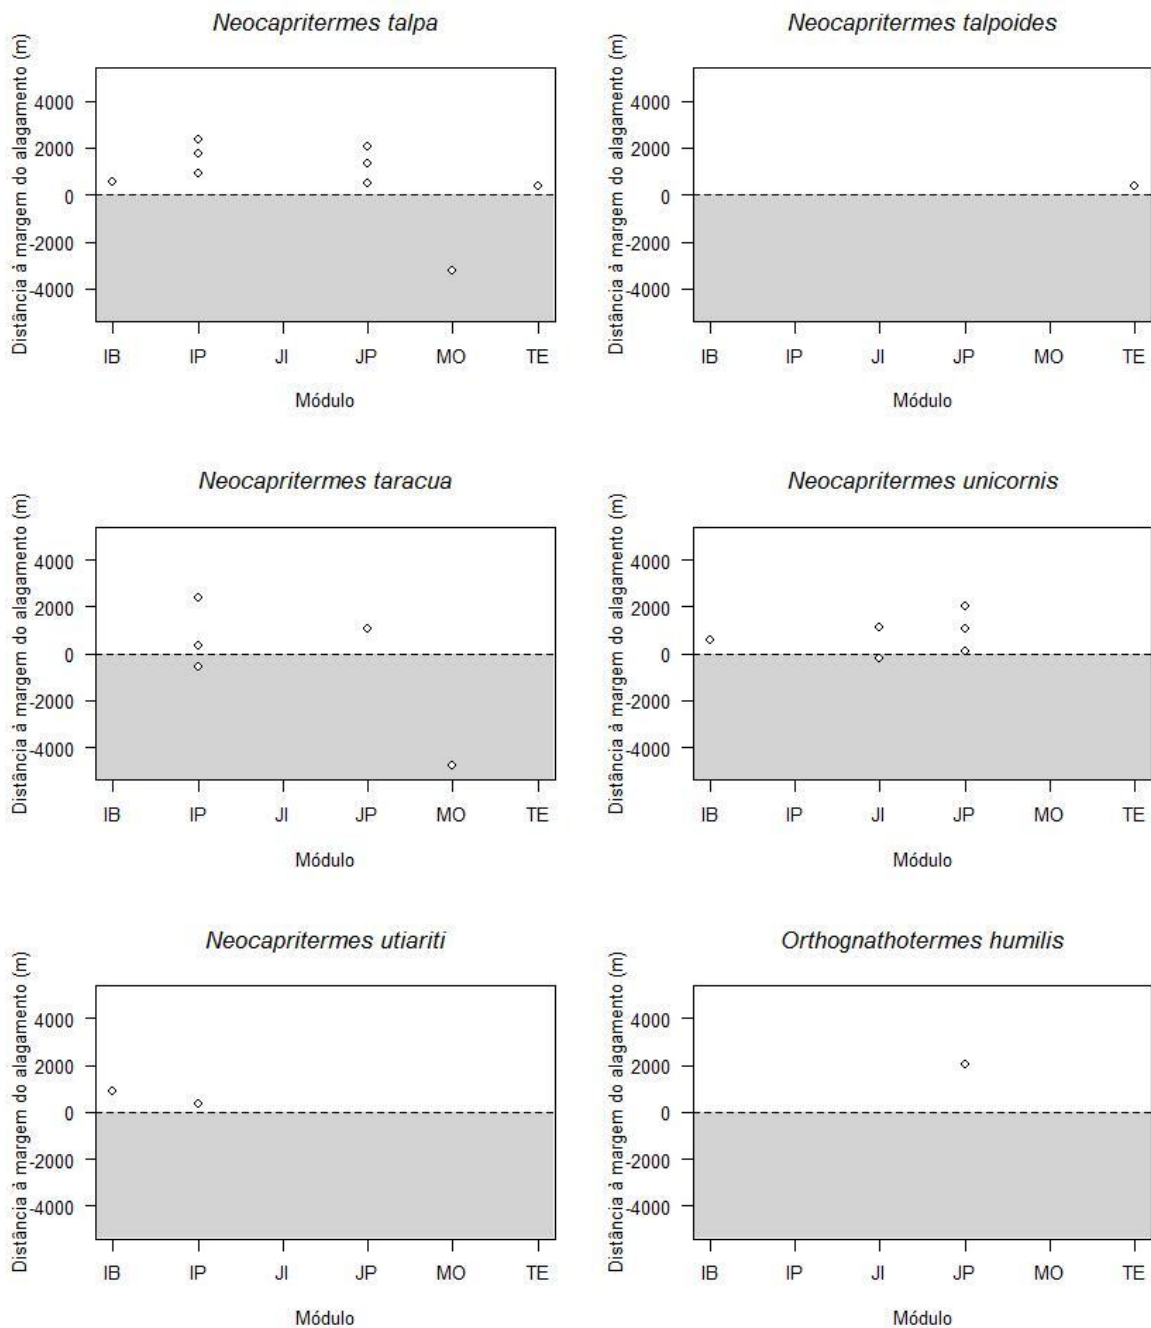 Neocapritermes talpa
Distância à margem do alagamento (m)
4000
2000
0
-2000
-4000
IB IP JI JP MO TE
Módulo
Neocapritermes talpoides
Distância à margem do alagamento (m)
4000
2000
0
-2000
-4000
IB IP JI JP MO TE
Módulo
Neocapritermes taracua
Distância à margem do alagamento (m)
4000
2000
0
-2000
-4000
IB IP JI JP MO TE
Módulo
Neocapritermes unicornis
Distância à margem do alagamento (m)
4000
2000
0
-2000
-4000
IB IP JI JP MO TE
Módulo
Neocapritermes utiariti
Distância à margem do alagamento (m)
4000
2000
0
-2000
-4000
IB IP JI JP MO TE
Módulo
Orthognathotermes humilis
Distância à margem do alagamento (m)
4000
2000
0
-2000
-4000
IB IP JI JP MO TE
Módulo